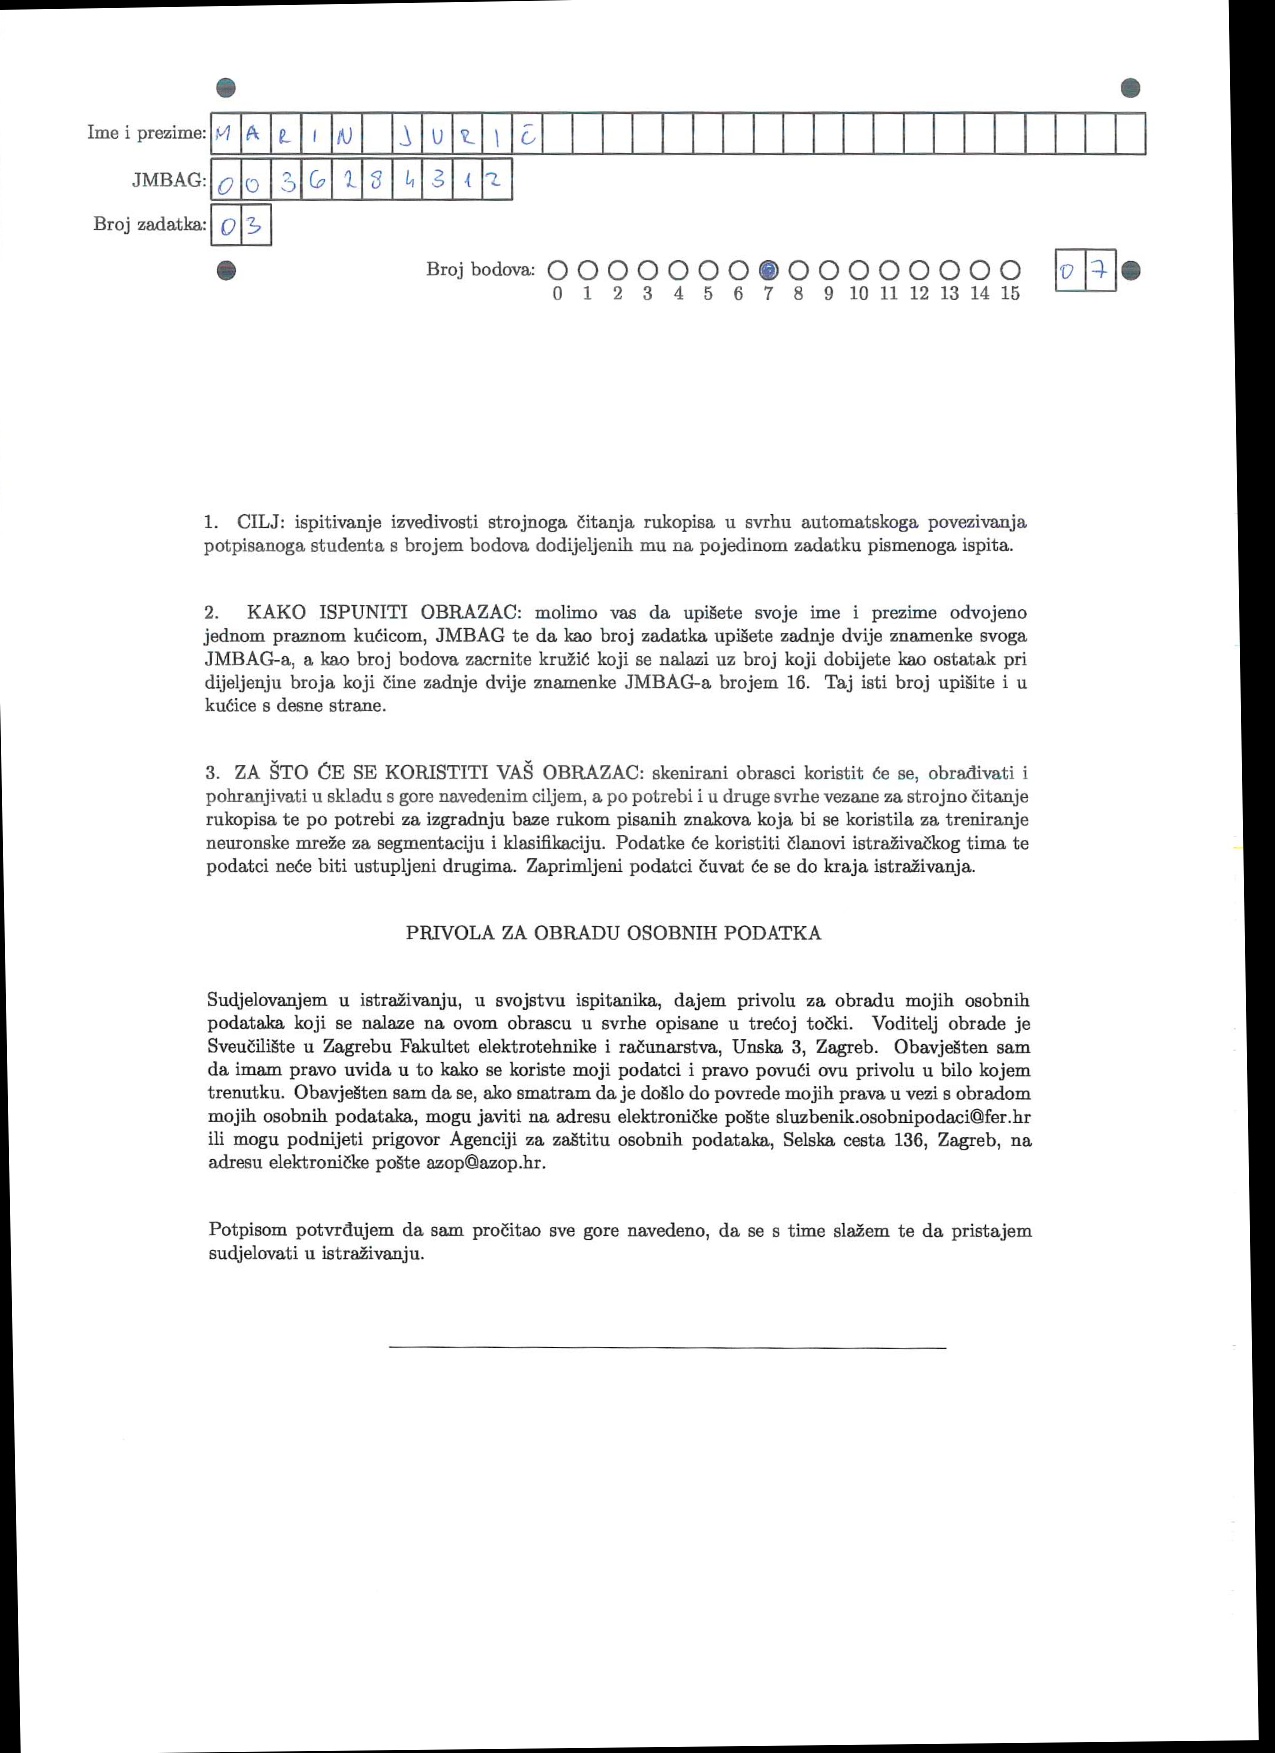 Ime i prezime: MARIN JURIĆ
JMBAG: 0036284312
Broj zadatka: 03
Broj bodova: 07
0 1 2 3 4 5 6 7 8 9 10 11 12 13 14 15
1. CILJ: ispitivanje izvedivosti strojnoga čitanja rukopisa u svrhu automatskoga povezivanja
potpisanoga studenta s brojem bodova dodijeljenih mu na pojedinom zadatku pismenoga ispita.
2. KAKO ISPUNITI OBRAZAC: molimo vas da upišete svoje ime i prezime odvojeno
jednom praznom kućicom, JMBAG te da kao broj zadatka upišete zadnje dvije znamenke svoga
JMBAG-a, a kao broj bodova zacrnite kružić koji se nalazi uz broj koji dobijete kao ostatak pri
dijeljenju broja koji čine zadnje dvije znamenke JMBAG-a brojem 16. Taj isti broj upišite i u
kućice s desne strane.
3. ZA ŠTO ĆE SE KORISTITI VAŠ OBRAZAC: skenirani obrasci koristit će se, obrađivati i
pohranjivati u skladu s gore navedenim ciljem, a po potrebi i u druge svrhe vezane za strojno čitanje
rukopisa te po potrebi za izgradnju baze rukom pisanih znakova koja bi se koristila za treniranje
neuronske mreže za segmentaciju i klasifikaciju. Podatke će koristiti članovi istraživačkog tima te
podatci neće biti ustupljeni drugima. Zaprimljeni podatci čuvat će se do kraja istraživanja.
PRIVOLA ZA OBRADU OSOBNIH PODATKA
Sudjelovanjem u istraživanju, u svojstvu ispitanika, dajem privolu za obradu mojih osobnih
podataka koji se nalaze na ovom obrascu u svrhe opisane u trećoj točki. Voditelj obrade je
Sveučilište u Zagrebu Fakultet elektrotehnike i računarstva, Unska 3, Zagreb. Obavješten sam
da imam pravo uvida u to kako se koriste moji podatci i pravo povući ovu privolu u bilo kojem
trenutku. Obavješten sam da se, ako smatram da je došlo do povrede mojih prava u vezi s obradom
mojih osobnih podataka, mogu javiti na adresu elektroničke pošte sluzbenik.osobnipodaci@fer.hr
ili mogu podnijeti prigovor Agenciji za zaštitu osobnih podataka, Selska cesta 136, Zagreb, na
adresu elektroničke pošte azop@azop.hr.
Potpisom potvrđujem da sam pročitao sve gore navedeno, da se s time slažem te da pristajem
sudjelovati u istraživanju.